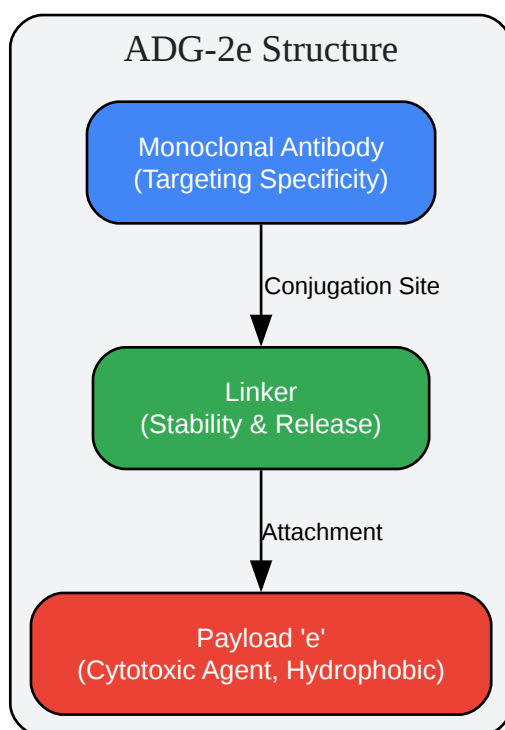 ADG-2e Structure
Monoclonal Antibody
(Targeting Specificity)
Conjugation Site
Linker
(Stability & Release)
Attachment
Payload 'e'
(Cytotoxic Agent, Hydrophobic)